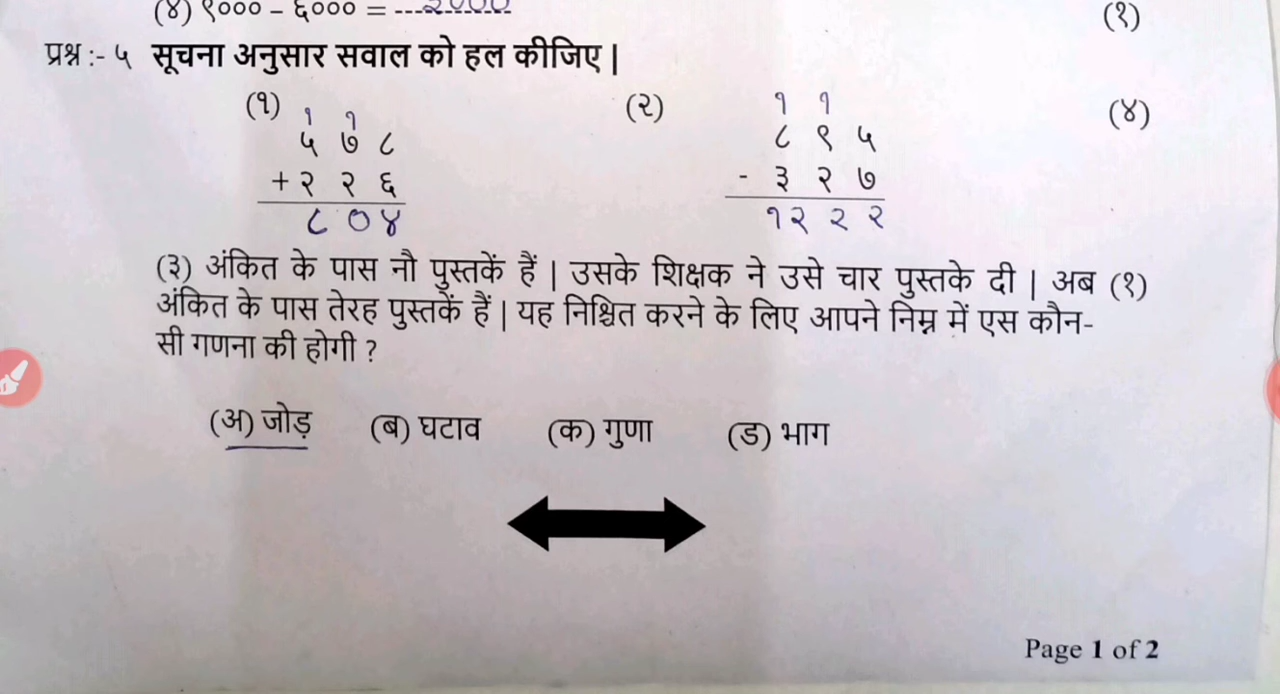 (४) ९००० – ६००० =
(१)
प्रश्न :- ५ सूचना अनुसार सवाल को हल कीजिए |
(१) (२) (४)
१ १ १ १
५ ७ ८ ८ ९ ५
+ २ २ ६ - ३ २ ७
८ ० ४ १२ २ २
(३) अंकित के पास नौ पुस्तकें हैं | उसके शिक्षक ने उसे चार पुस्तके दी | अब (१)
अंकित के पास तेरह पुस्तकें हैं | यह निश्चित करने के लिए आपने निम्न में एस कौन-
सी गणना की होगी ?
(अ) जोड़ (ब) घटाव (क) गुणा (ड) भाग
Page 1 of 2